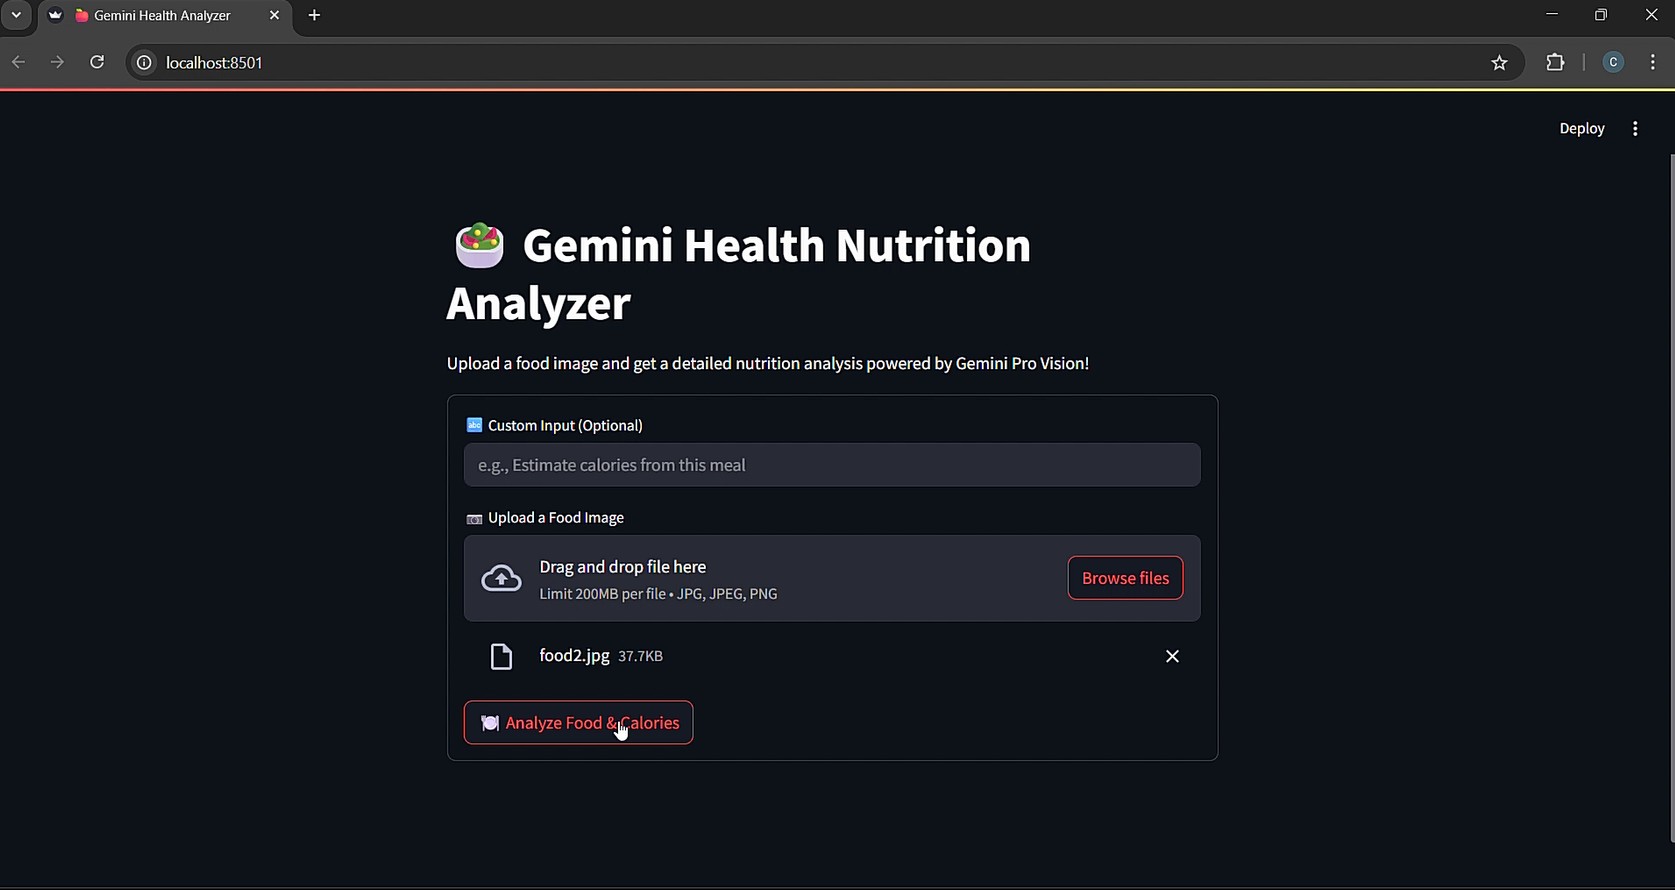 Gemini Health Analyzer
localhost:8501
C
Deploy
Gemini Health Nutrition
Analyzer
Upload a food image and get a detailed nutrition analysis powered by Gemini Pro Vision!
abc Custom Input (Optional)
e.g., Estimate calories from this meal
Upload a Food Image
Drag and drop file here
Limit 200MB per file • JPG, JPEG, PNG
Browse files
food2.jpg 37.7KB
Analyze Food & Calories